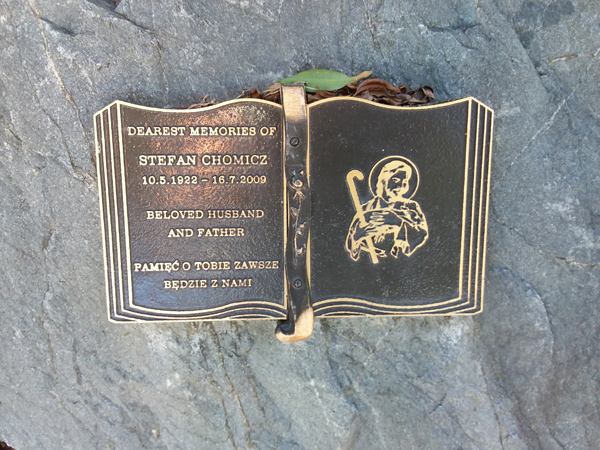 DEAREST MEMORIES OF
STEFAN CHOMICZ
10.5.1922 – 16.7.2009
BELOVED HUSBAND
AND FATHER
PAMIĘĆ O TOBIE ZAWSZE
BĘDZIE Z NAMI